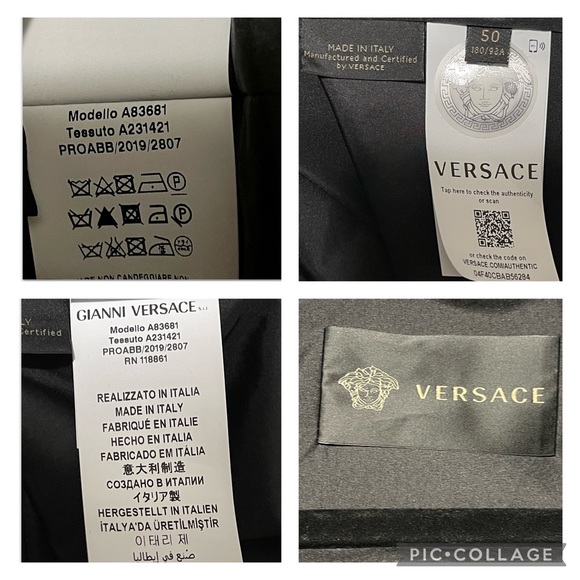 Modello A83681
Tessuto A231421
PROABB/2019/2807
P
P
MADE IN ITALY
Manufactured and Certified
by VERSACE
50
180/92A
VERSACE
Tap here to check the authenticity
or scan
or check the code on
VERSACE.COM/AUTHENTIC
04F40CBAB56284
Certified
GIANNI VERSACE S.r.l
Modello A83681
Tessuto A231421
PROABB/2019/2807
RN 118861
REALIZZATO IN ITALIA
MADE IN ITALY
FABRIQUÉ EN ITALIE
HECHO EN ITALIA
FABRICADO EM ITÁLIA
意大利制造
СОЗДАНО В ИТАЛИИ
イタリア製
HERGESTELLT IN ITALIEN
İTALYA'DA ÜRETİLMİŞTİR
이태리 제
صنع في إيطاليا
VERSACE
PIC•COLLAGE